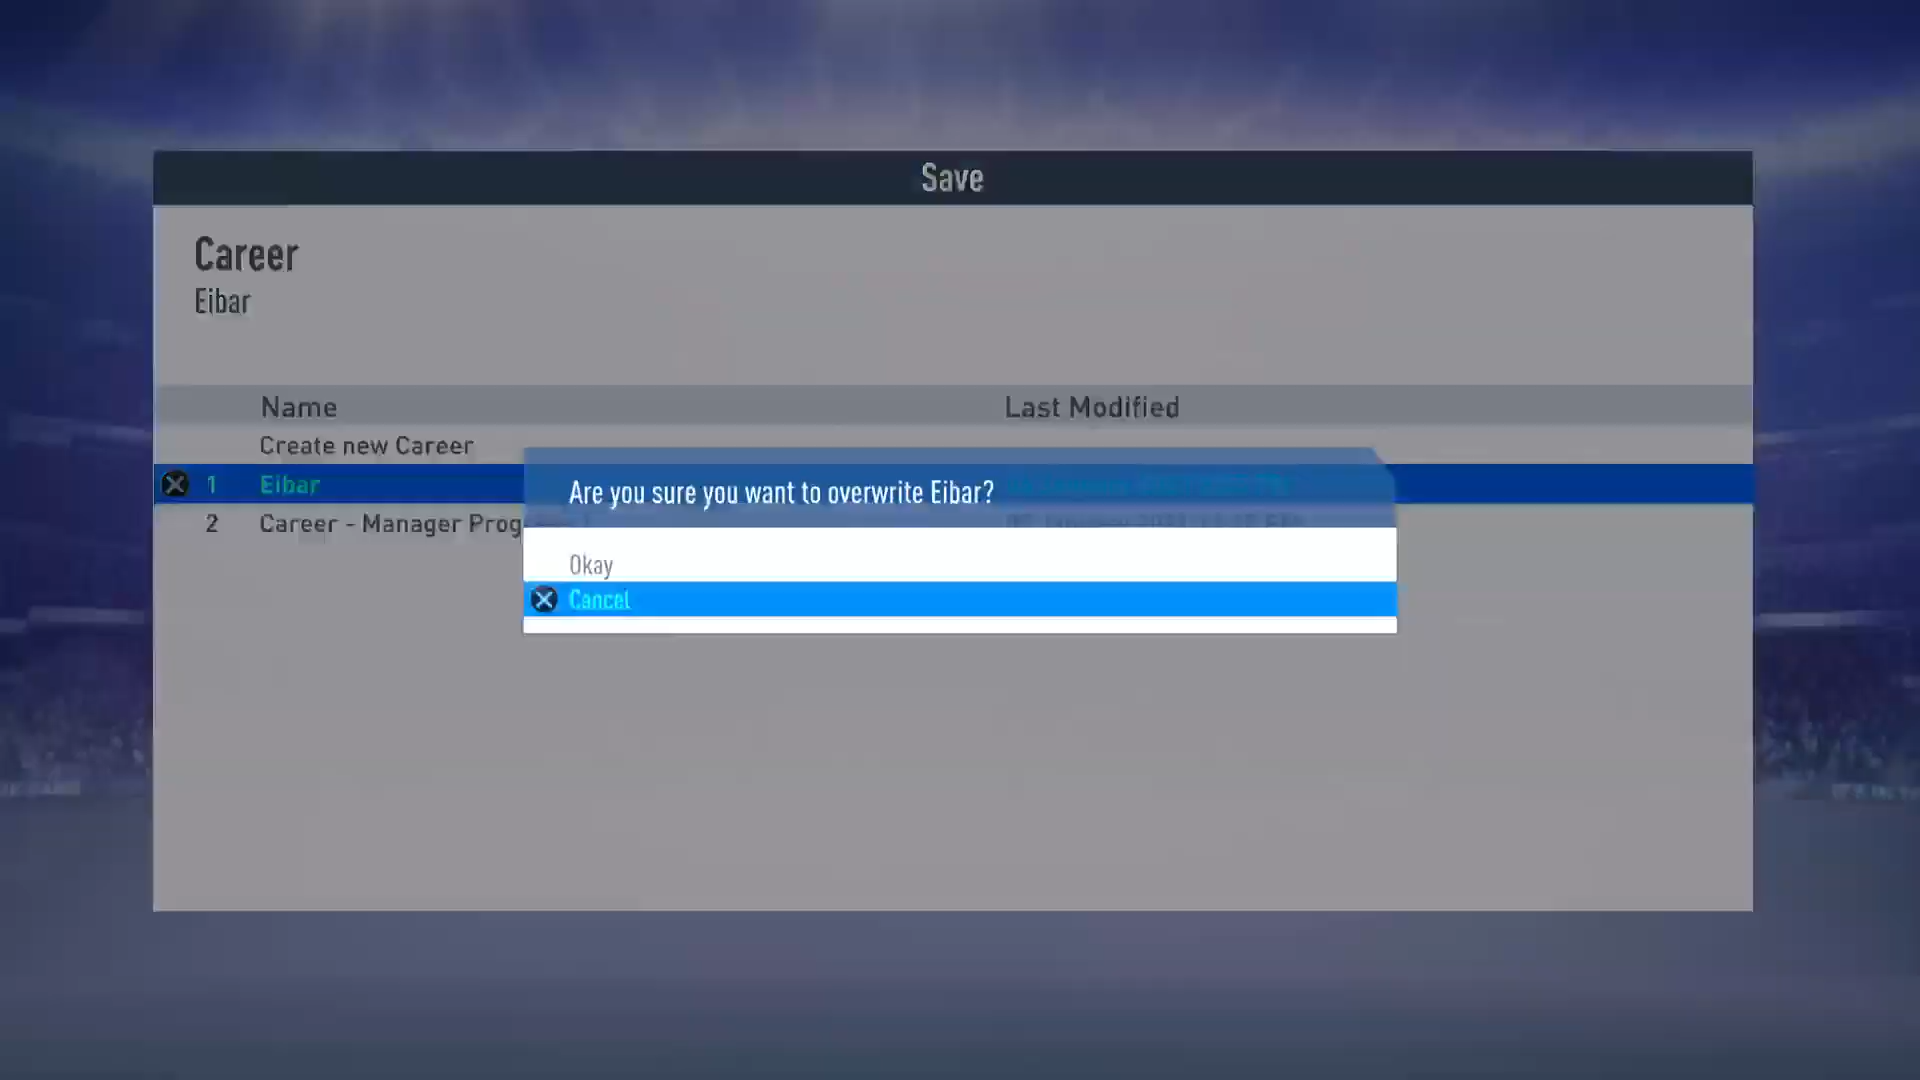 Save
Career
Eibar
Name Last Modified
Create new Career
1 Eibar
2 Career - Manager
Are you sure you want to overwrite Eibar?
Okay
Cancel